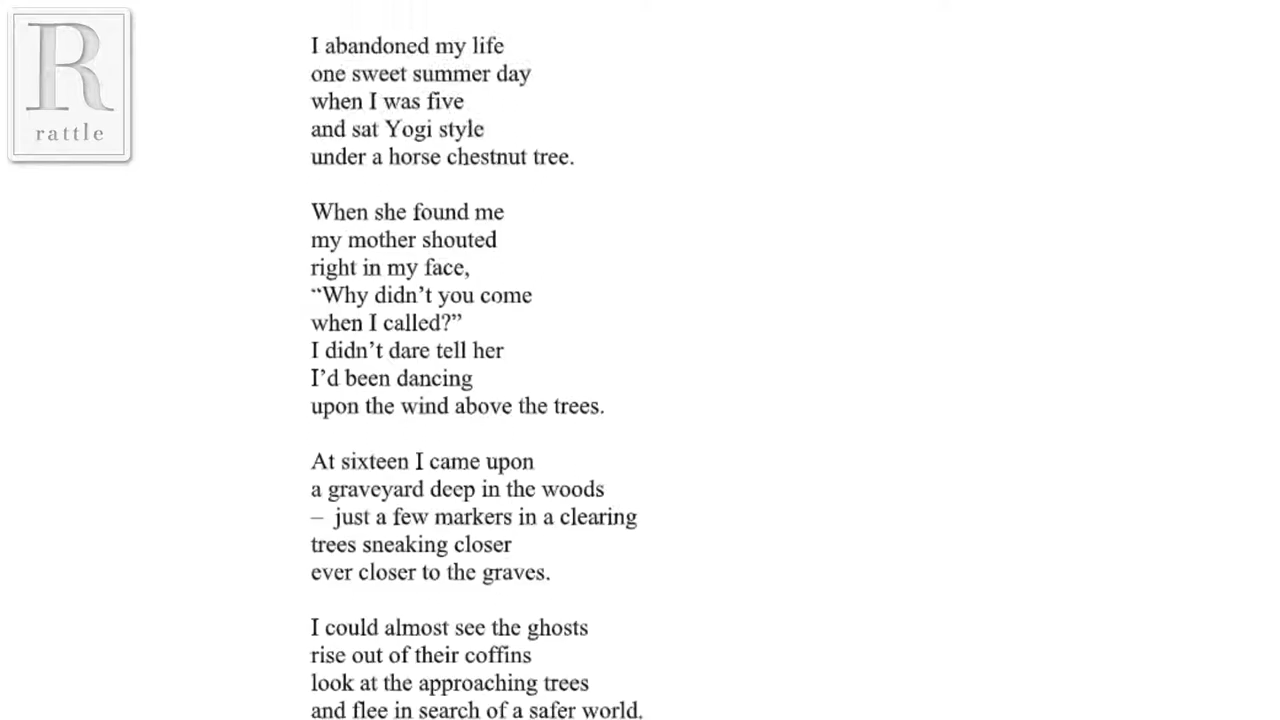 R
rattle
I abandoned my life
one sweet summer day
when I was five
and sat Yogi style
under a horse chestnut tree.
When she found me
my mother shouted
right in my face,
“Why didn’t you come
when I called?”
I didn’t dare tell her
I’d been dancing
upon the wind above the trees.
At sixteen I came upon
a graveyard deep in the woods
– just a few markers in a clearing
trees sneaking closer
ever closer to the graves.
I could almost see the ghosts
rise out of their coffins
look at the approaching trees
and flee in search of a safer world.